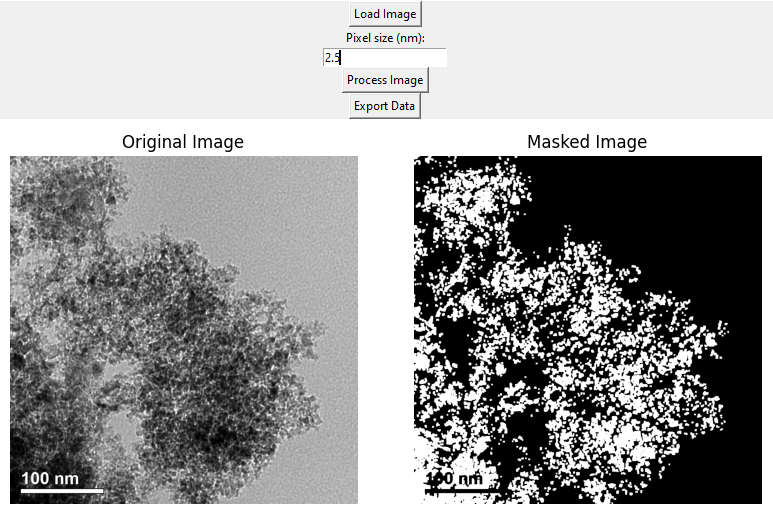 Load Image
Pixel size (nm):
2.5
Process Image
Export Data
Original Image
Masked Image
100 nm
100 nm